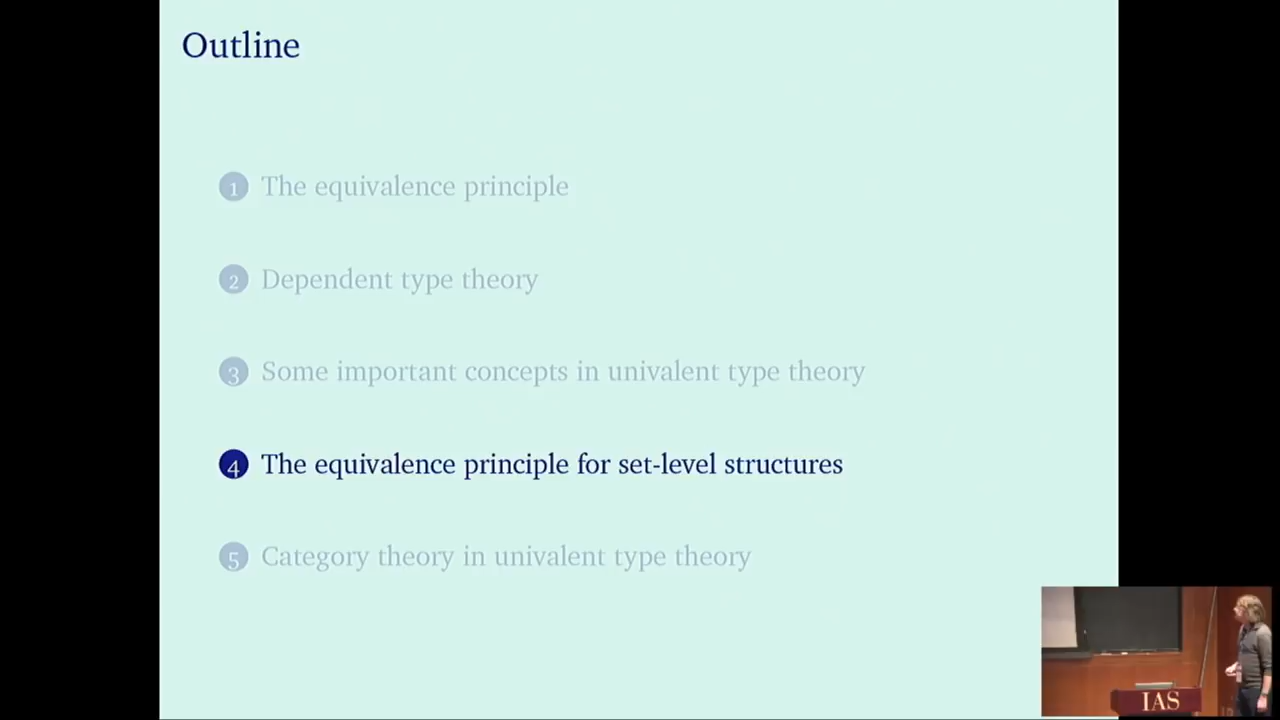 Outline
1 The equivalence principle
2 Dependent type theory
3 Some important concepts in univalent type theory
4 The equivalence principle for set-level structures
5 Category theory in univalent type theory
IAS